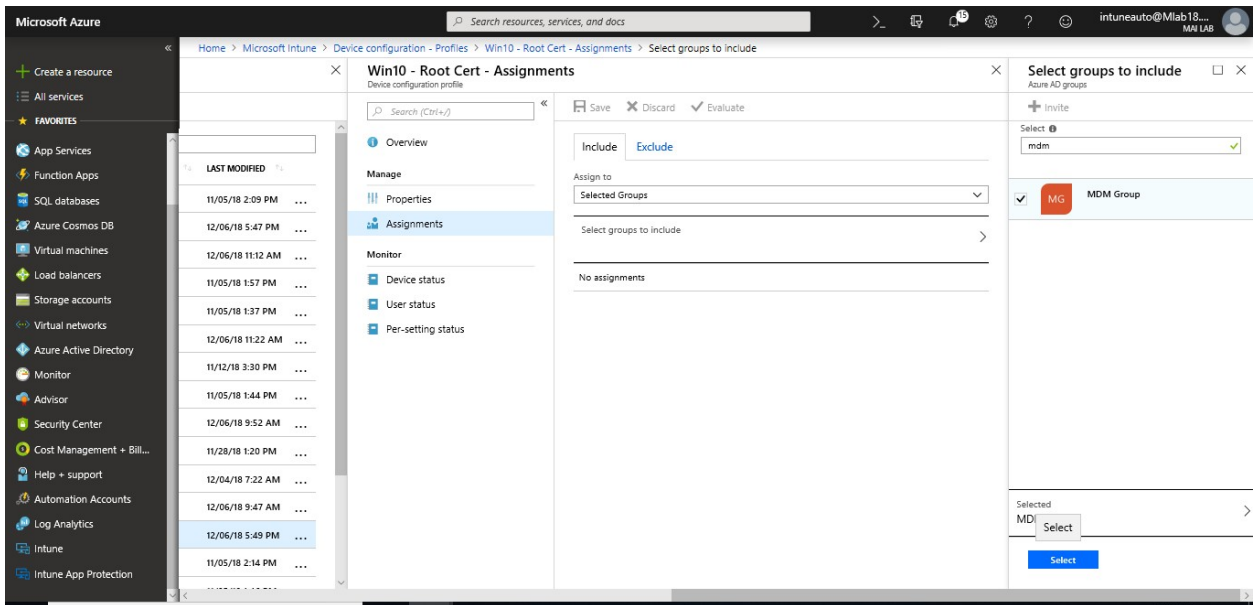 Microsoft Azure
Search resources, services, and docs
15
intuneauto@Mlab18....
MAI LAB
Home > Microsoft Intune > Device configuration - Profiles > Win10 - Root Cert - Assignments > Select groups to include
Create a resource
All services
FAVORITES
App Services
Function Apps
SQL databases
Azure Cosmos DB
Virtual machines
Load balancers
Storage accounts
Virtual networks
Azure Active Directory
Monitor
Advisor
Security Center
Cost Management + Bill...
Help + support
Automation Accounts
Log Analytics
Intune
Intune App Protection
LAST MODIFIED
11/05/18 2:09 PM ...
12/06/18 5:47 PM ...
12/06/18 11:12 AM ...
11/05/18 1:57 PM ...
11/05/18 1:37 PM ...
12/06/18 11:22 AM ...
11/12/18 3:30 PM ...
11/05/18 1:44 PM ...
12/06/18 9:52 AM ...
11/28/18 1:20 PM ...
12/04/18 7:22 AM ...
12/06/18 9:47 AM ...
12/06/18 5:49 PM ...
11/05/18 2:14 PM ...
Win10 - Root Cert - Assignments
Device configuration profile
Search (Ctrl+/)
Overview
Manage
Properties
Assignments
Monitor
Device status
User status
Per-setting status
Save Discard Evaluate
Include Exclude
Assign to
Selected Groups
Select groups to include
No assignments
Select groups to include
Azure AD groups
Invite
Select
mdm
MG MDM Group
Selected
Select
Select